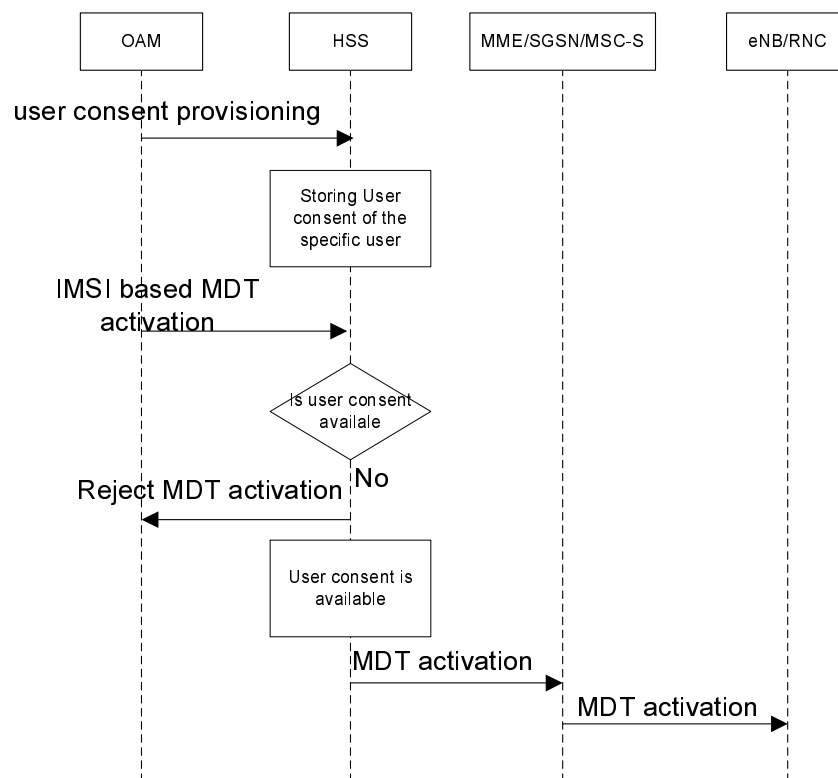 OAM
HSS
MME/SGSN/MSC-S
eNB/RNC
user consent provisioning
Storing User
consent of the
specific user
IMSI based MDT
activation
Is user consent
availale
No
Reject MDT activation
User consent is
available
MDT activation
MDT activation